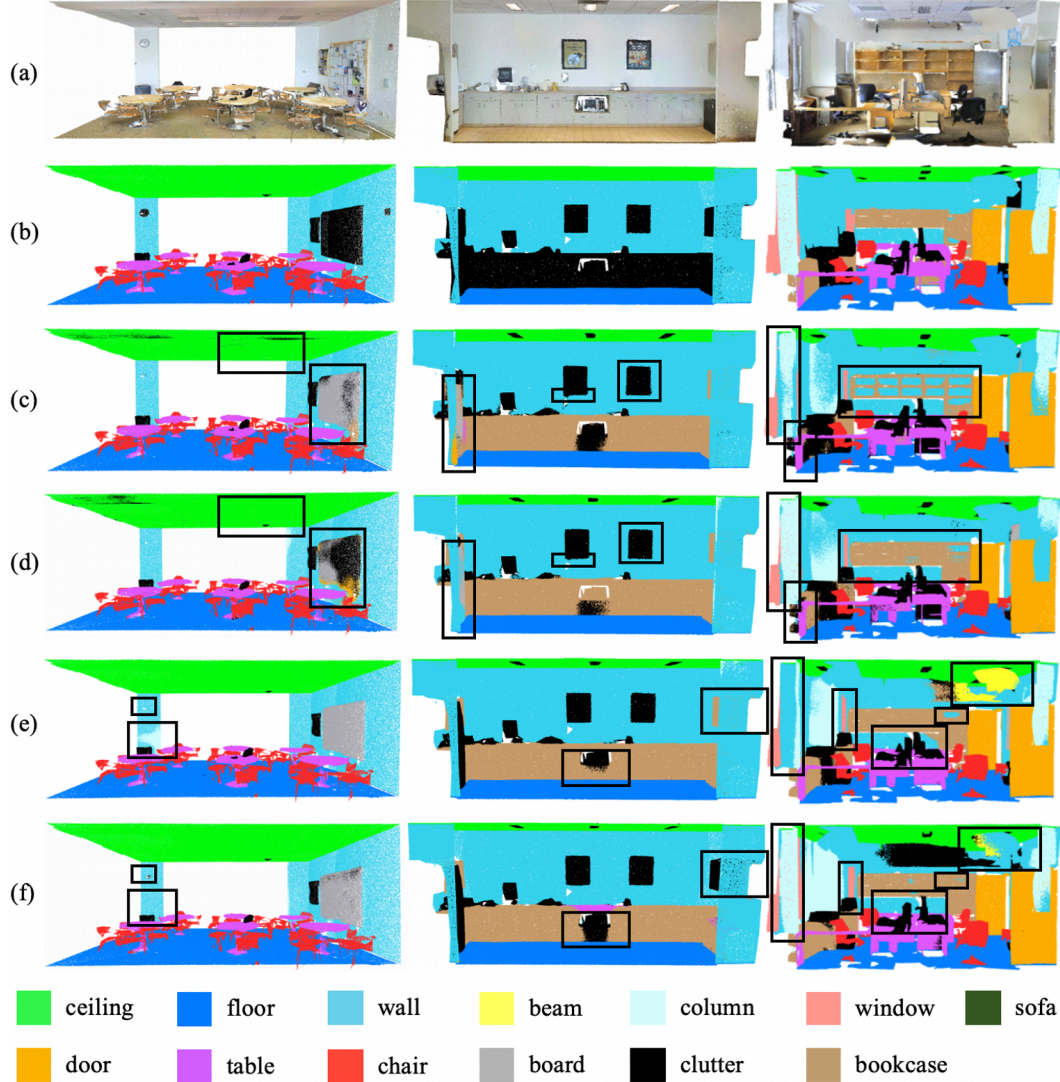 (a)
(b)
(c)
(d)
(e)
(f)
ceiling floor wall beam column window sofa
door table chair board clutter bookcase